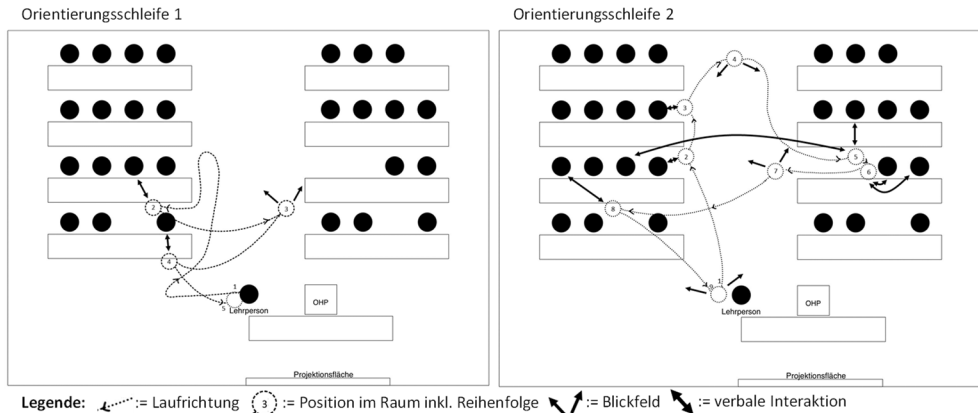 Orientierungsschleife 1
2
3
4
1
5
Lehrperson
OHP
Projektionsfläche
Orientierungsschleife 2
4
3
2
5
6
7
8
9
1
Lehrperson
OHP
Projektionsfläche
Legende: := Laufrichtung 3 := Position im Raum inkl. Reihenfolge := Blickfeld := verbale Interaktion